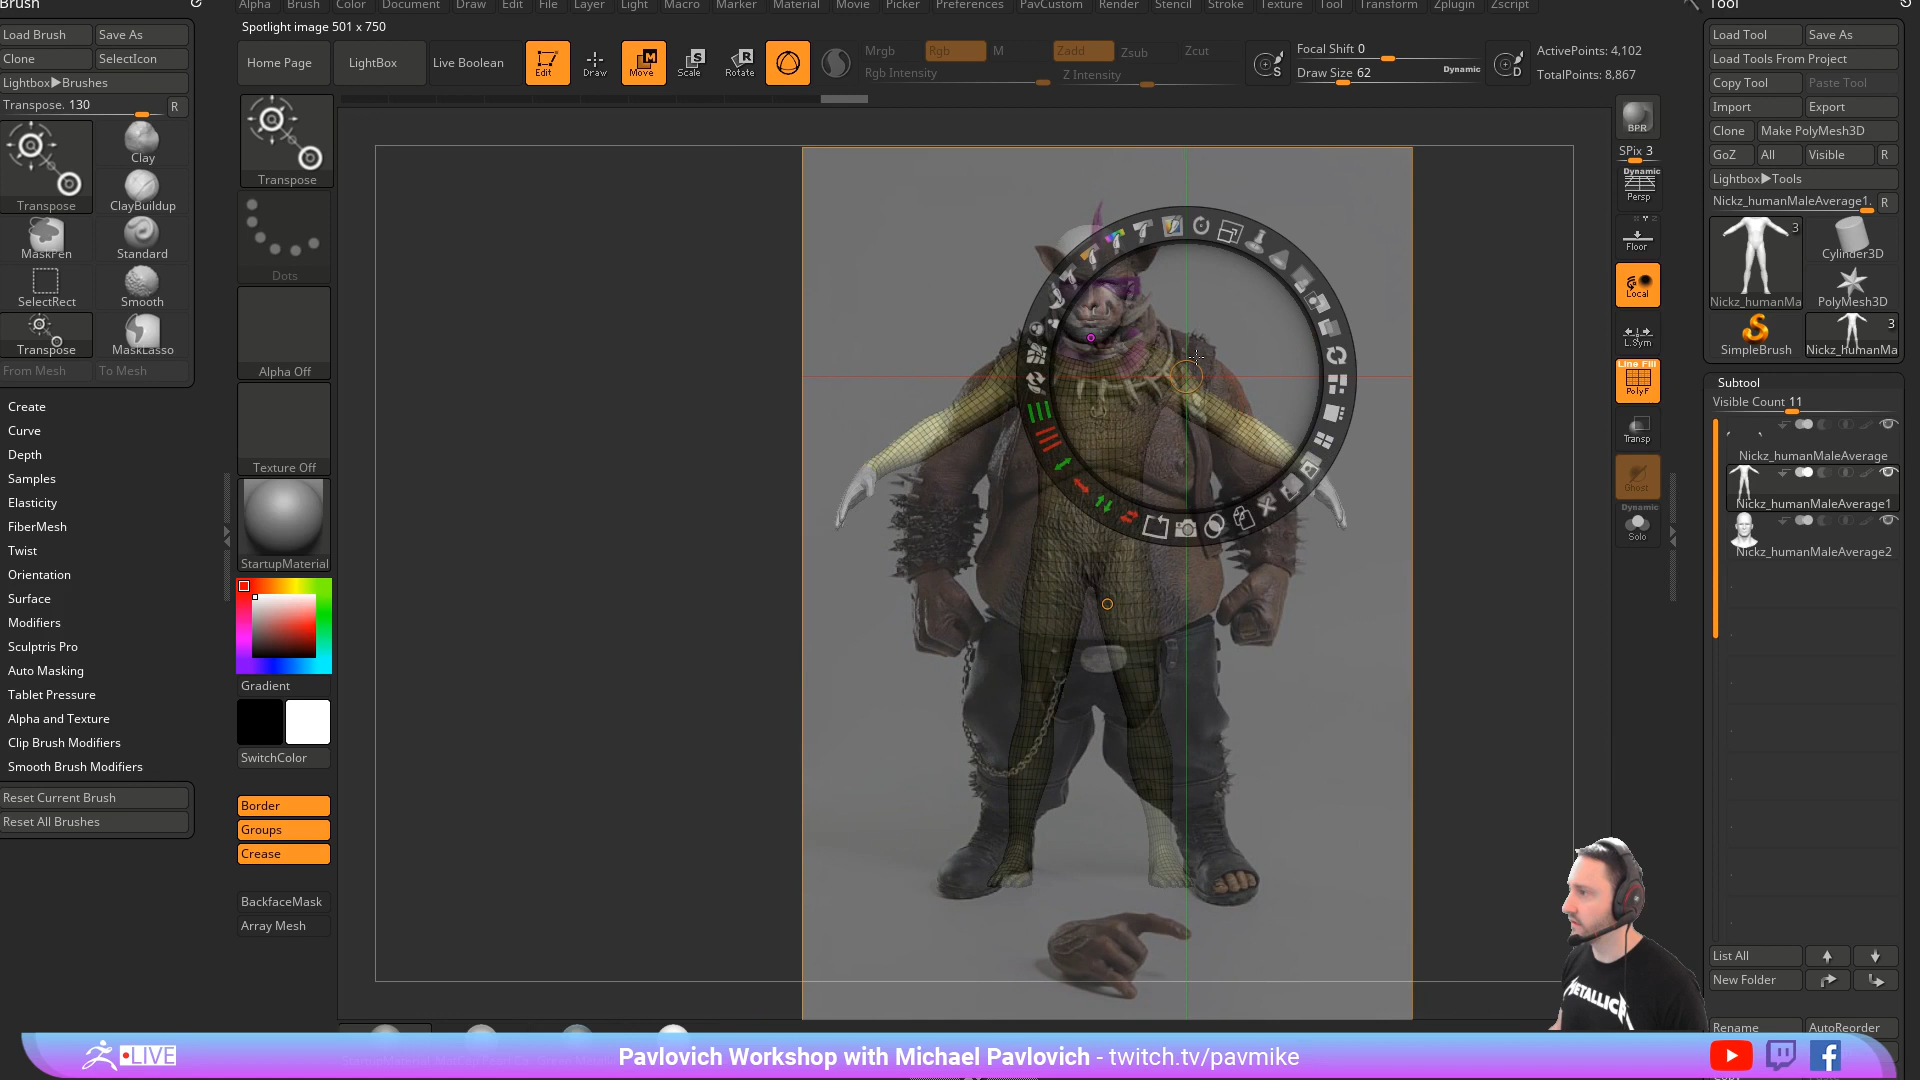 Brush
Alpha Brush Color Document Draw Edit File Layer Light Macro Marker Material Movie Picker Preferences PavCustom Render Stencil Stroke Texture Tool Transform Zplugin Zscript
Tool
Spotlight image 501 x 750
Load Brush Save As
Clone SelectIcon
Lightbox▶Brushes
Transpose. 130 R
Transpose
Clay
ClayBuildup
MaskPen Standard
SelectRect Smooth
Transpose MaskLasso
From Mesh To Mesh
Create
Curve
Depth
Samples
Elasticity
FiberMesh
Twist
Orientation
Surface
Modifiers
Sculptris Pro
Auto Masking
Tablet Pressure
Alpha and Texture
Clip Brush Modifiers
Smooth Brush Modifiers
Reset Current Brush
Reset All Brushes
Home Page LightBox Live Boolean Edit Draw Move Scale Rotate
M S R
Mrgb Rgb M Zadd Zsub Zcut
Rgb Intensity Z Intensity
S Focal Shift 0
Draw Size 62 Dynamic D
ActivePoints: 4,102
TotalPoints: 8,867
Transpose
Dots
Alpha Off
Texture Off
StartupMaterial
Gradient
SwitchColor
Border
Groups
Crease
BackfaceMask
Array Mesh
BPR
SPix 3
Dynamic
Persp
Floor
Local
L.Sym
Line Fill
PolyF
Transp
Ghost
Dynamic
Solo
Load Tool Save As
Load Tools From Project
Copy Tool Paste Tool
Import Export
Clone Make PolyMesh3D
GoZ All Visible R
Lightbox▶Tools
Nickz_humanMaleAverage1. R
3
Nickz_humanMa Cylinder3D
PolyMesh3D
SimpleBrush
3
Nickz_humanMa
Subtool
Visible Count 11
Nickz_humanMaleAverage
Nickz_humanMaleAverage1
Nickz_humanMaleAverage2
List All
New Folder
Rename AutoReorder
METALLICA
LIVE
Pavlovich Workshop with Michael Pavlovich - twitch.tv/pavmike